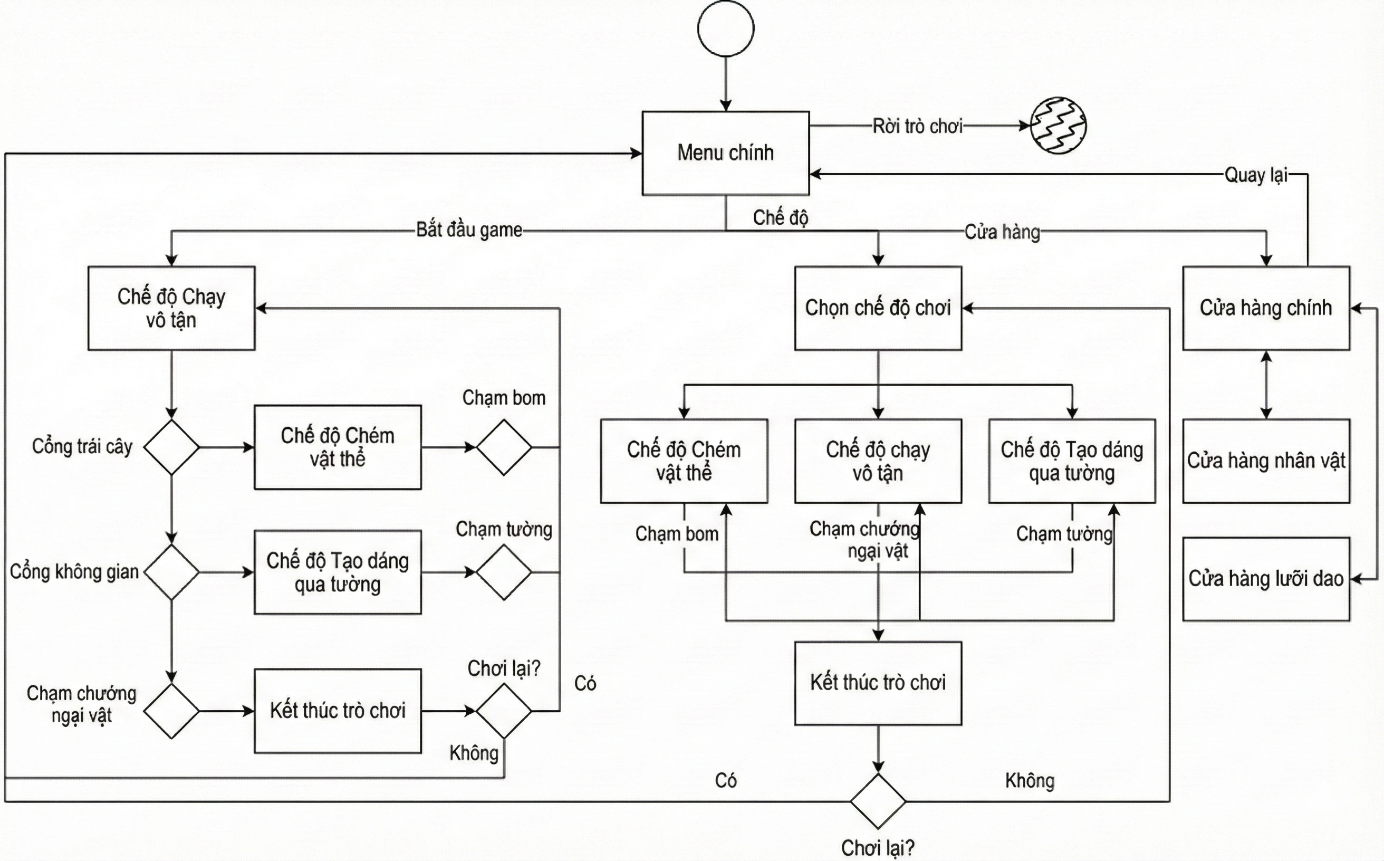 Rời trò chơi
Menu chính
Quay lại
Chế độ
Bắt đầu game
Cửa hàng
Chế độ Chạy
vô tận
Chọn chế độ chơi
Cửa hàng chính
Chạm bom
Cổng trái cây
Chế độ Chém
vật thể
Chế độ Chém
vật thể
Chế độ chạy
vô tận
Chế độ Tạo dáng
qua tường
Cửa hàng nhân vật
Chạm tường
Chạm bom
Chạm chướng
ngại vật
Chạm tường
Cổng không gian
Chế độ Tạo dáng
qua tường
Cửa hàng lưỡi dao
Chơi lại?
Chạm chướng
ngại vật
Kết thúc trò chơi
Có
Kết thúc trò chơi
Không
Có
Không
Chơi lại?